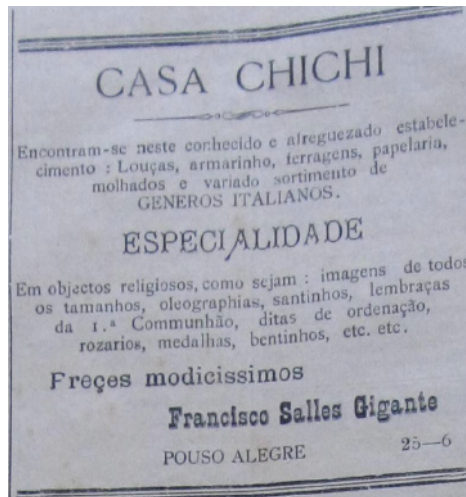 CASA CHICHI
Encontram-se neste conhecido e afreguezado estabele-
cimento : Louças, armarinho, ferragens, papelaria,
molhados e variado sortimento de
GENEROS ITALIANOS.
ESPECIALIDADE
Em objectos religiosos, como sejam : imagens de todos
os tamanhos, oleographias, santinhos, lembraças
da 1.ª Communhão, ditas de ordenação,
rozarios, medalhas, bentinhos, etc. etc.
Freçes modicissimos
Francisco Salles Gigante
POUSO ALEGRE 25—6